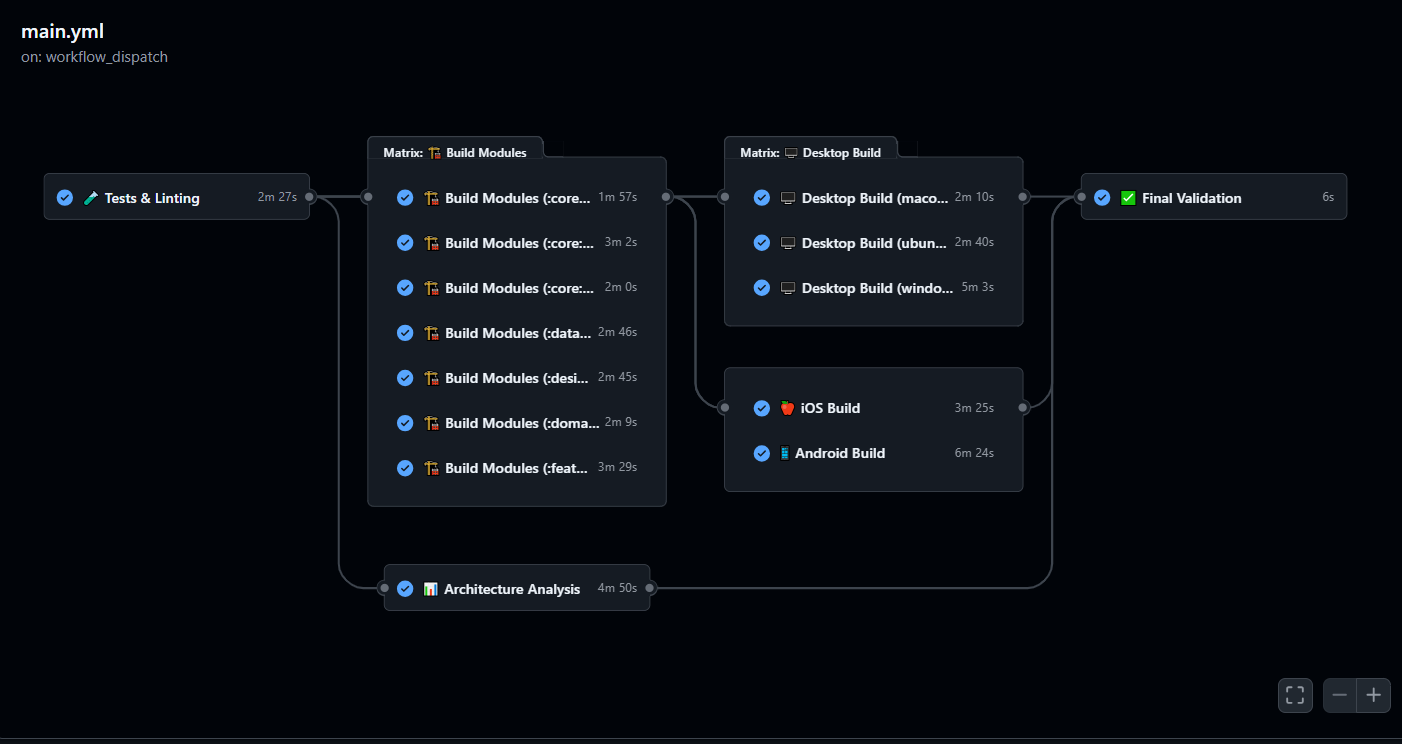 main.yml
on: workflow_dispatch
Tests & Linting 2m 27s
Matrix: Build Modules
Build Modules (:core... 1m 57s
Build Modules (:core:... 3m 2s
Build Modules (:core:... 2m 0s
Build Modules (:data... 2m 46s
Build Modules (:desi... 2m 45s
Build Modules (:doma... 2m 9s
Build Modules (:feat... 3m 29s
Architecture Analysis 4m 50s
Matrix: Desktop Build
Desktop Build (maco... 2m 10s
Desktop Build (ubun... 2m 40s
Desktop Build (windo... 5m 3s
iOS Build 3m 25s
Android Build 6m 24s
Final Validation 6s